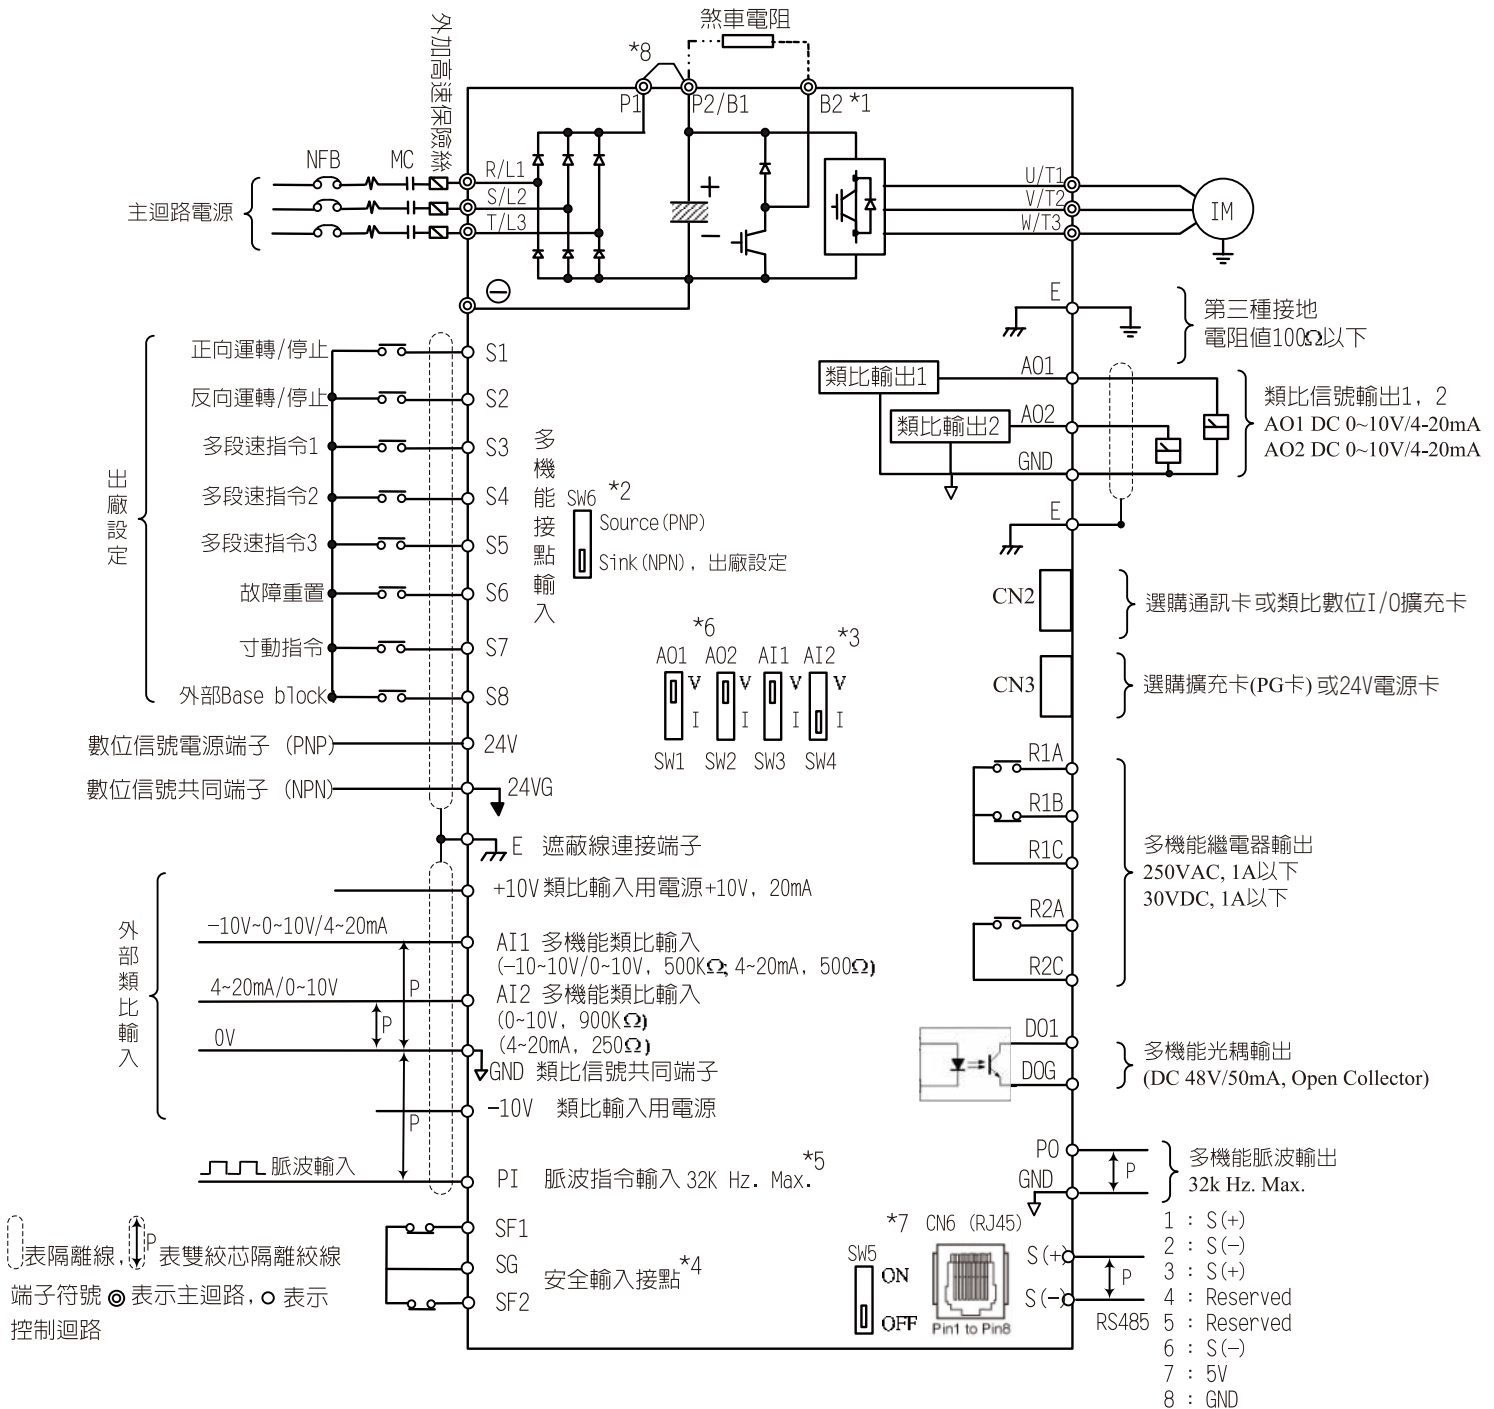 煞車電阻
外加高速保險絲
*8
P1
P2/B1
B2 *1
NFB
MC
R/L1
S/L2
T/L3
主迴路電源
+
−
U/T1
V/T2
W/T3
IM
E
第三種接地
電阻值100Ω以下
出廠設定
正向運轉/停止
S1
反向運轉/停止
S2
多段速指令1
S3
多段速指令2
S4
多段速指令3
S5
故障重置
S6
寸動指令
S7
外部Base block
S8
數位信號電源端子 (PNP)
24V
數位信號共同端子 (NPN)
24VG
E 遮蔽線連接端子
多機能接點輸入
SW6
*2
Source(PNP)
Sink(NPN), 出廠設定
*6
*3
AO1 AO2 AI1 AI2
V V V V
I I I I
SW1 SW2 SW3 SW4
類比輸出1
AO1
類比輸出2
AO2
GND
E
類比信號輸出1, 2
AO1 DC 0~10V/4-20mA
AO2 DC 0~10V/4-20mA
CN2
選購通訊卡或類比數位I/O擴充卡
CN3
選購擴充卡(PG卡)或24V電源卡
R1A
R1B
R1C
R2A
R2C
多機能繼電器輸出
250VAC, 1A以下
30VDC, 1A以下
外部類比輸入
+10V類比輸入用電源+10V, 20mA
−10V~0~10V/4~20mA
AI1 多機能類比輸入
(−10~10V/0~10V, 500KΩ; 4~20mA, 500Ω)
4~20mA/0~10V
P
AI2 多機能類比輸入
(0~10V, 900KΩ)
(4~20mA, 250Ω)
P
0V
GND 類比信號共同端子
−10V 類比輸入用電源
P
脈波輸入
PI 脈波指令輸入 32K Hz. Max.*5
DO1
DOG
多機能光耦輸出
(DC 48V/50mA, Open Collector)
PO
GND
P
多機能脈波輸出
32k Hz. Max.
SF1
SG
SF2
安全輸入接點*4
*7 CN6 (RJ45)
SW5
ON
OFF
Pin1 to Pin8
S(+)
S(−)
P
RS485
1 : S(+)
2 : S(−)
3 : S(+)
4 : Reserved
5 : Reserved
6 : S(−)
7 : 5V
8 : GND
表隔離線, P 表雙絞芯隔離絞線
端子符號 ◎ 表示主迴路, ○ 表示
控制迴路